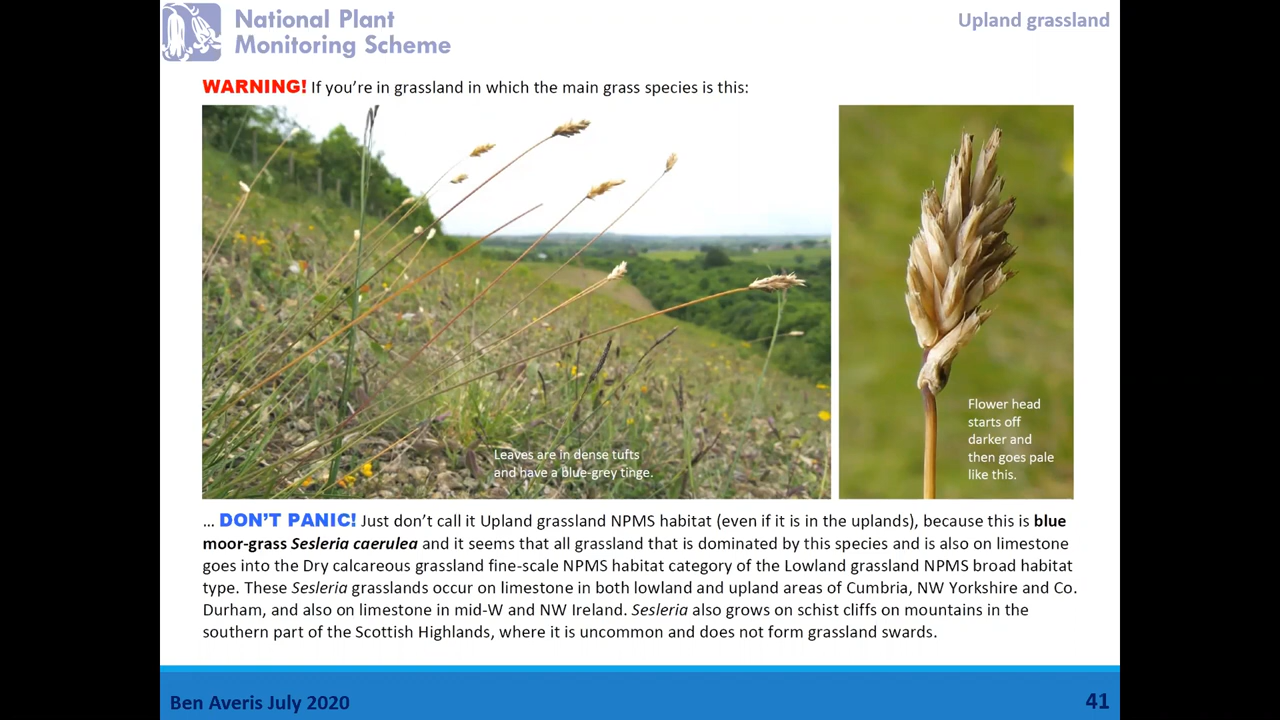 National Plant
Monitoring Scheme
Upland grassland
WARNING! If you're in grassland in which the main grass species is this:
Leaves are in dense tufts
and have a blue-grey tinge.
Flower head
starts off
darker and
then goes pale
like this.
... DON'T PANIC! Just don't call it Upland grassland NPMS habitat (even if it is in the uplands), because this is blue
moor-grass Sesleria caerulea and it seems that all grassland that is dominated by this species and is also on limestone
goes into the Dry calcareous grassland fine-scale NPMS habitat category of the Lowland grassland NPMS broad habitat
type. These Sesleria grasslands occur on limestone in both lowland and upland areas of Cumbria, NW Yorkshire and Co.
Durham, and also on limestone in mid-W and NW Ireland. Sesleria also grows on schist cliffs on mountains in the
southern part of the Scottish Highlands, where it is uncommon and does not form grassland swards.
Ben Averis July 2020
41